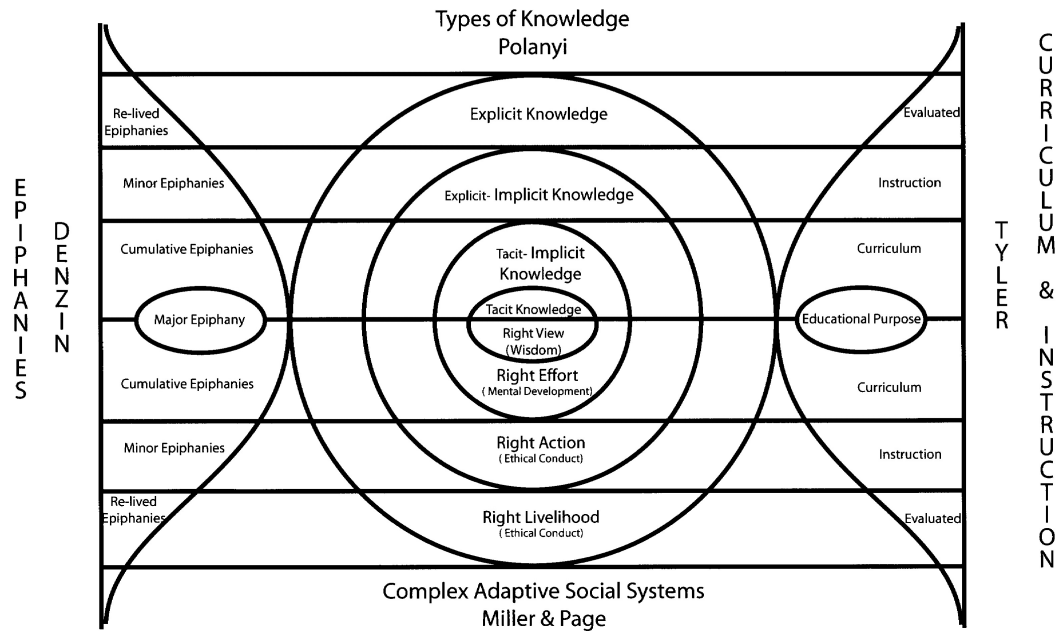 Types of Knowledge
Polanyi
EPIPHANIES
DENZIN
Re-lived
Epiphanies
Minor Epiphanies
Cumulative Epiphanies
Major Epiphany
Cumulative Epiphanies
Minor Epiphanies
Re-lived
Epiphanies
Explicit Knowledge
Explicit- Implicit Knowledge
Tacit- Implicit
Knowledge
Tacit Knowledge
Right View
(Wisdom)
Right Effort
( Mental Development)
Right Action
( Ethical Conduct)
Right Livelihood
( Ethical Conduct)
Evaluated
Instruction
Curriculum
Educational Purpose
Curriculum
Instruction
Evaluated
TYLER
CURRICULUM & INSTRUCTION
Complex Adaptive Social Systems
Miller & Page